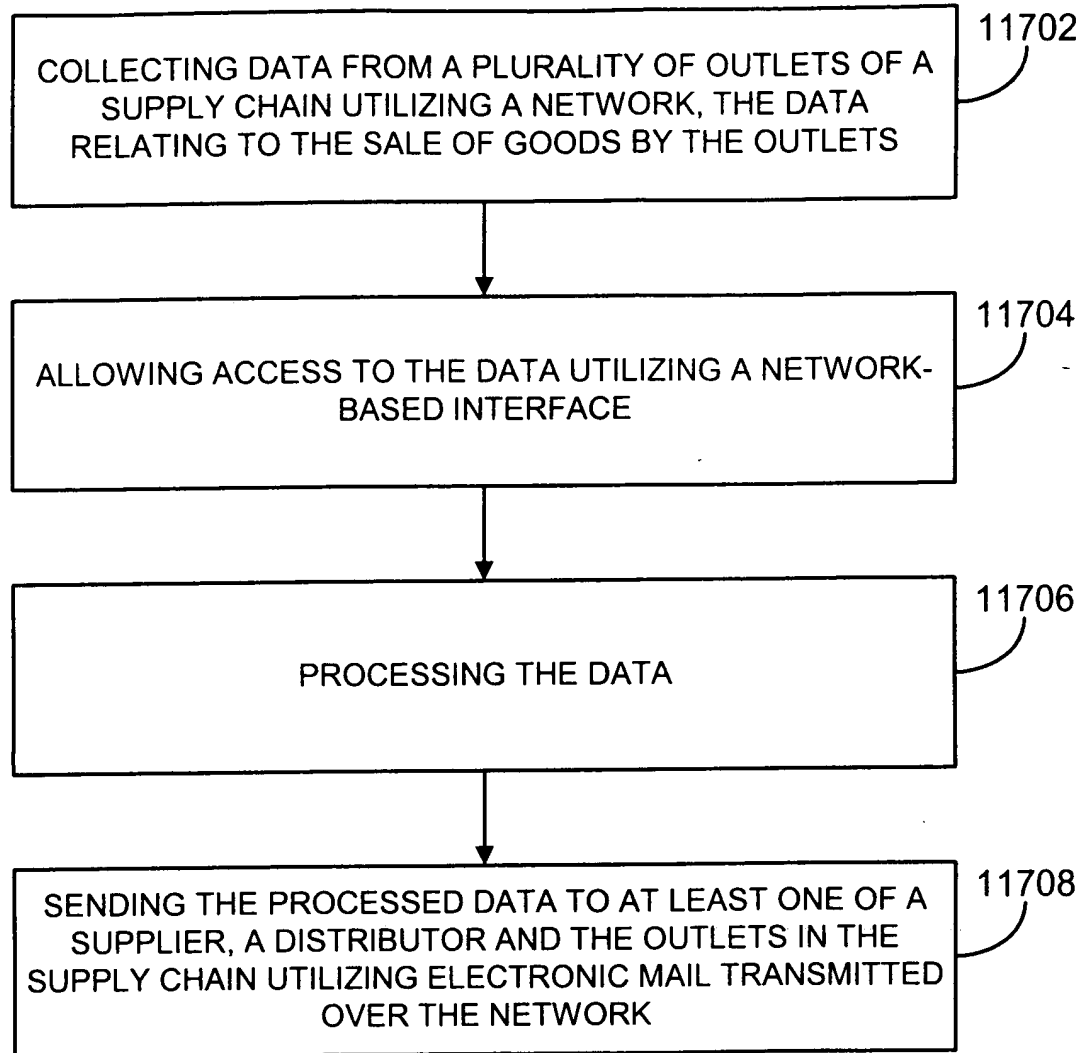 11702
COLLECTING DATA FROM A PLURALITY OF OUTLETS OF A
SUPPLY CHAIN UTILIZING A NETWORK, THE DATA
RELATING TO THE SALE OF GOODS BY THE OUTLETS
11704
ALLOWING ACCESS TO THE DATA UTILIZING A NETWORK-
BASED INTERFACE
11706
PROCESSING THE DATA
11708
SENDING THE PROCESSED DATA TO AT LEAST ONE OF A
SUPPLIER, A DISTRIBUTOR AND THE OUTLETS IN THE
SUPPLY CHAIN UTILIZING ELECTRONIC MAIL TRANSMITTED
OVER THE NETWORK